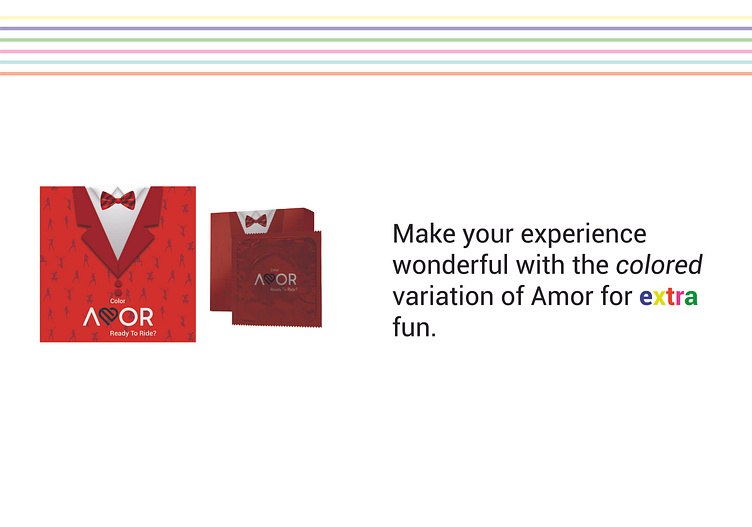 Color
AMOR
Ready To Ride?
Color
AMOR
Ready To Ride?
Make your experience
wonderful with the colored
variation of Amor for extra
fun.